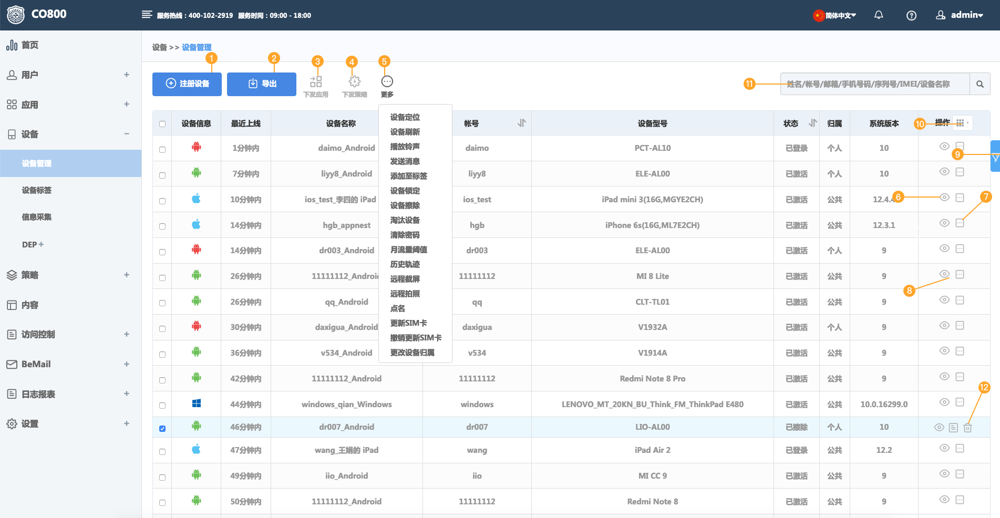 CO800
服务热线：400-102-2919 服务时间：09:00 - 18:00
简体中文
admin
首页
用户
应用
设备
设备管理
设备标签
信息采集
DEP
策略
内容
访问控制
BeMail
日志报表
设置
设备 >> 设备管理
1
2
3
4
5
注册设备
导出
下发应用
下发策略
更多
11
姓名/帐号/邮箱/手机号码/序列号/IMEI/设备名称
设备定位
设备刷新
播放铃声
发送消息
添加至标签
设备锁定
设备擦除
淘汰设备
清除密码
月流量阈值
历史轨迹
远程截屏
远程拍照
点名
更新SIM卡
撤销更新SIM卡
更改设备归属
设备信息 最近上线 设备名称 帐号 设备型号 状态 归属 系统版本 10 操作
1分钟内 daimo_Android daimo PCT-AL10 已登录 个人 10
9
7分钟内 liyy8_Android liyy8 ELE-AL00 已激活 个人 10
10分钟内 ios_test_李四的 iPad ios_test iPad mini 3(16G,MGYE2CH) 已激活 公共 12.4.4 6 7
14分钟内 hgb_appnest hgb iPhone 6s(16G,ML7E2CH) 已激活 公共 12.3.1
14分钟内 dr003_Android dr003 ELE-AL00 已激活 个人 9
26分钟内 11111112_Androi 11111112 MI 8 Lite 已激活 公共 9
8
26分钟内 qq_Android qq CLT-TL01 已激活 公共 9
30分钟内 daxigua_Android daxigua V1932A 已激活 个人 9
36分钟内 v534_Android v534 V1914A 已激活 公共 9
42分钟内 11111112_Android 11111112 Redmi Note 8 Pro 已激活 公共 9
12
44分钟内 windows_qian_Windows windows LENOVO_MT_20KN_BU_Think_FM_ThinkPad E480 已激活 公共 10.0.16299.0
46分钟内 dr007_Android dr007 LIO-AL00 已擦除 个人 10
47分钟内 wang_王娟的 iPad wang iPad Air 2 已登录 公共 12.2
49分钟内 iio_Android iio MI CC 9 已激活 公共 9
50分钟内 11111112_Android 11111112 Redmi Note 8 已激活 公共 9